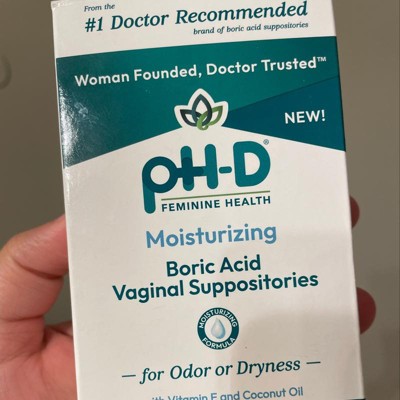 From the
#1 Doctor Recommended
brand of boric acid suppositories
Woman Founded, Doctor Trusted™
NEW!
pH-D®
FEMININE HEALTH
Moisturizing
Boric Acid
Vaginal Suppositories
MOISTURIZING
FORMULA
— for Odor or Dryness —
with Vitamin E and Coconut Oil